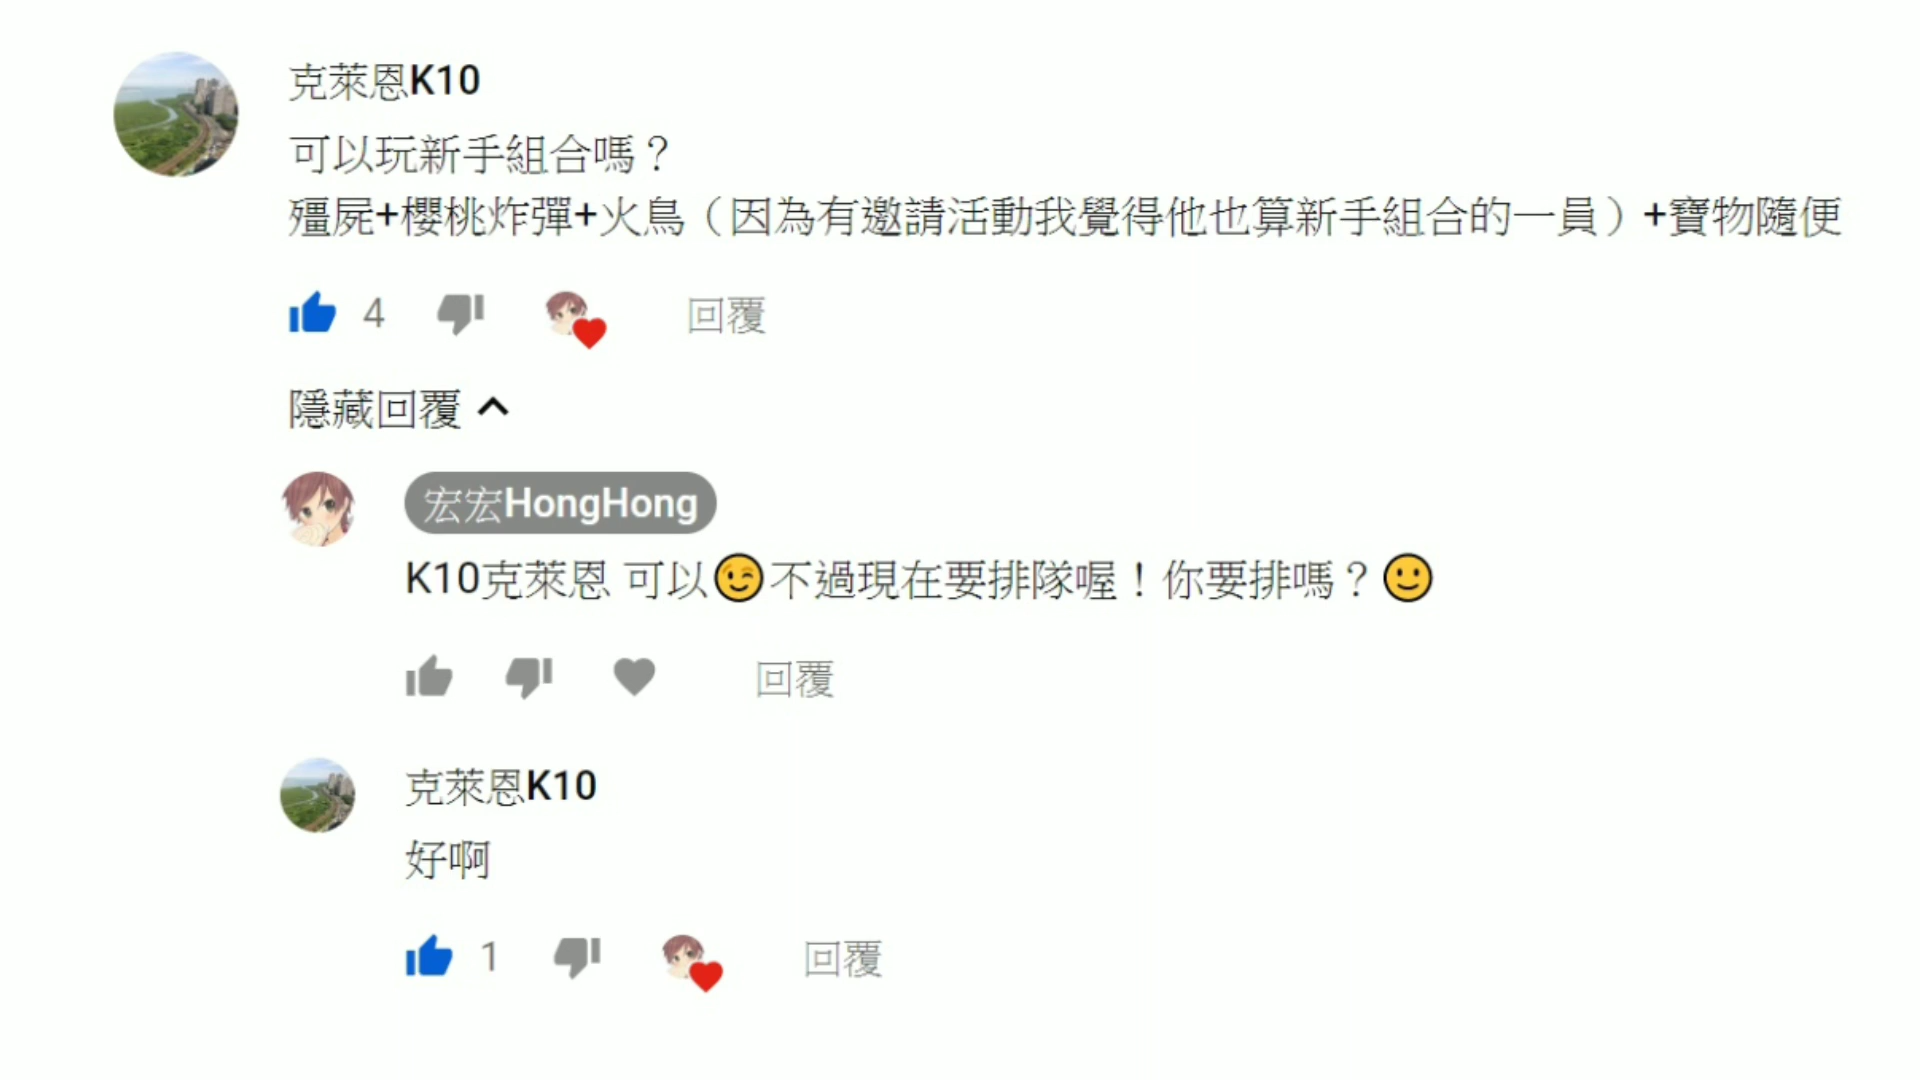 克萊恩K10
可以玩新手組合嗎？
殭屍+櫻桃炸彈+火鳥（因為有邀請活動我覺得他也算新手組合的一員）+寶物隨便
4 回覆
隱藏回覆
宏宏HongHong
K10克萊恩 可以😉不過現在要排隊喔！你要排嗎？🙂
回覆
克萊恩K10
好啊
1 回覆